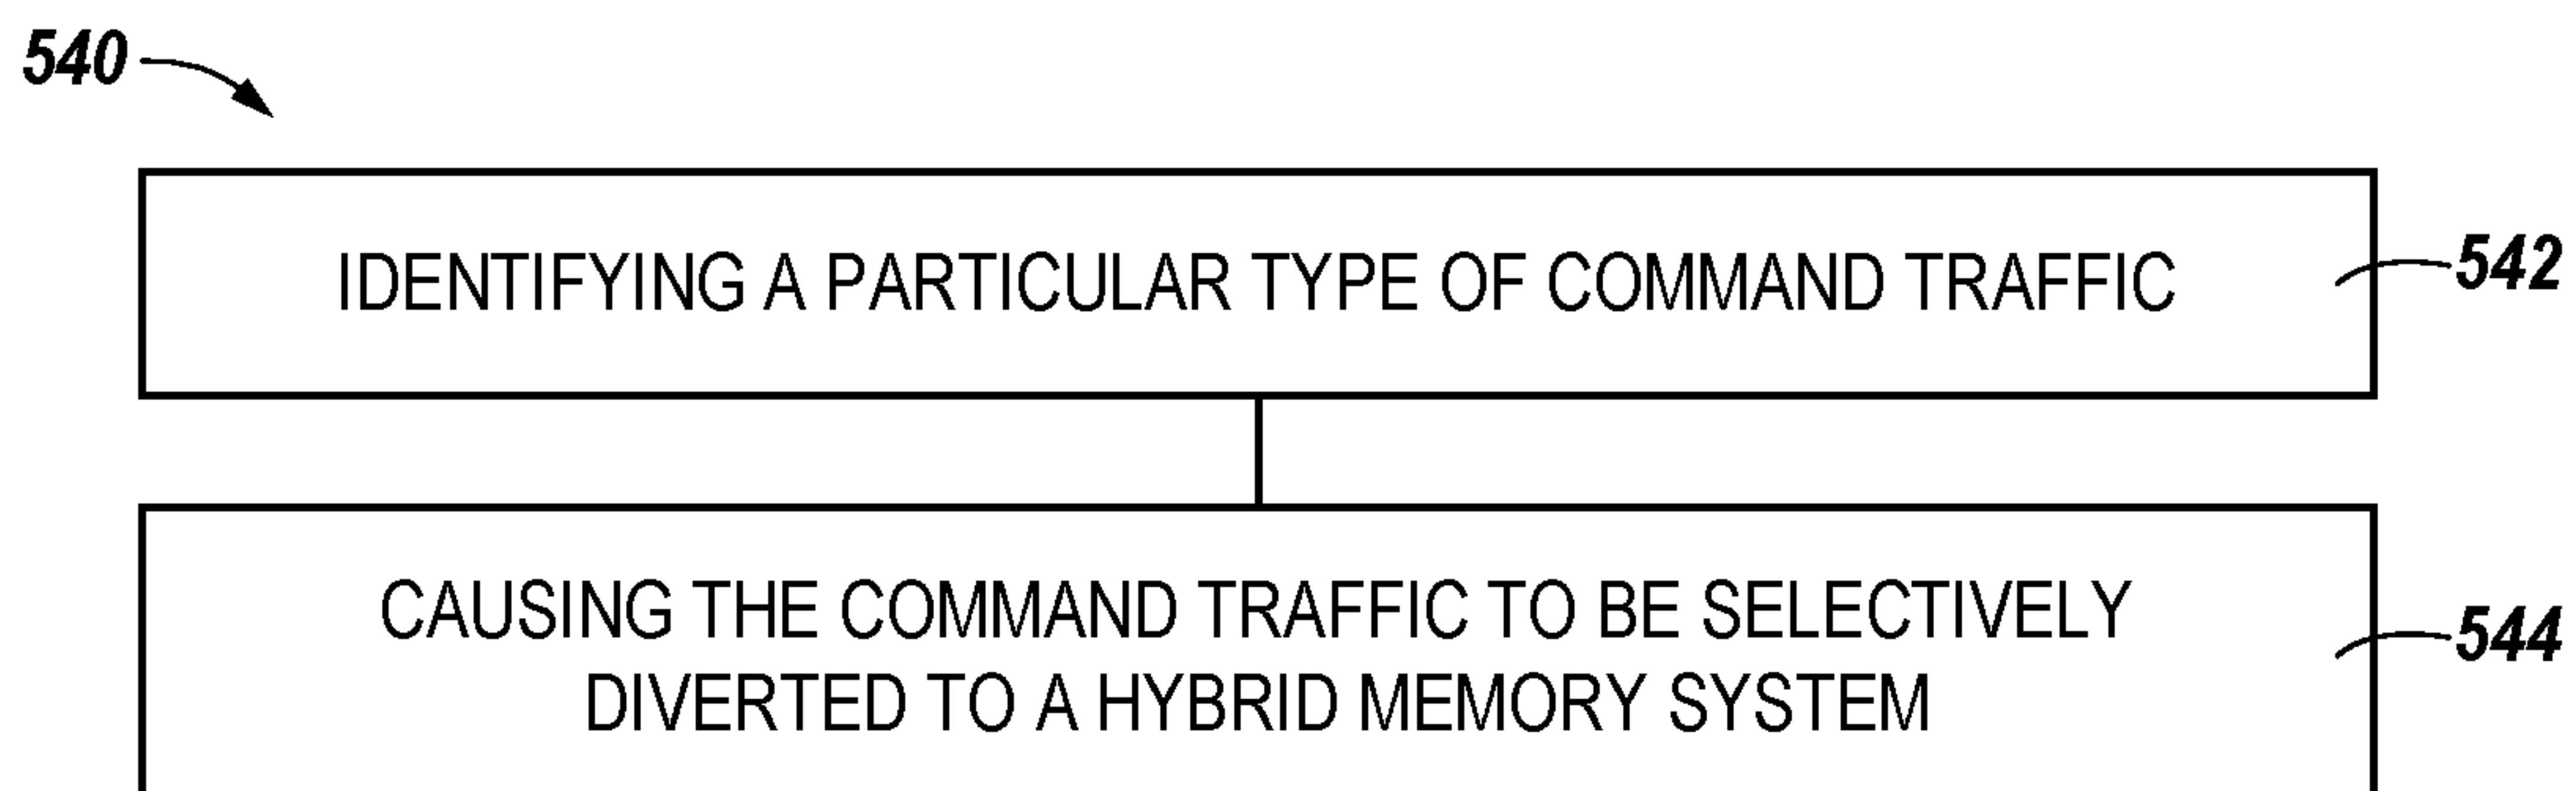 540
IDENTIFYING A PARTICULAR TYPE OF COMMAND TRAFFIC
542
CAUSING THE COMMAND TRAFFIC TO BE SELECTIVELY
DIVERTED TO A HYBRID MEMORY SYSTEM
544